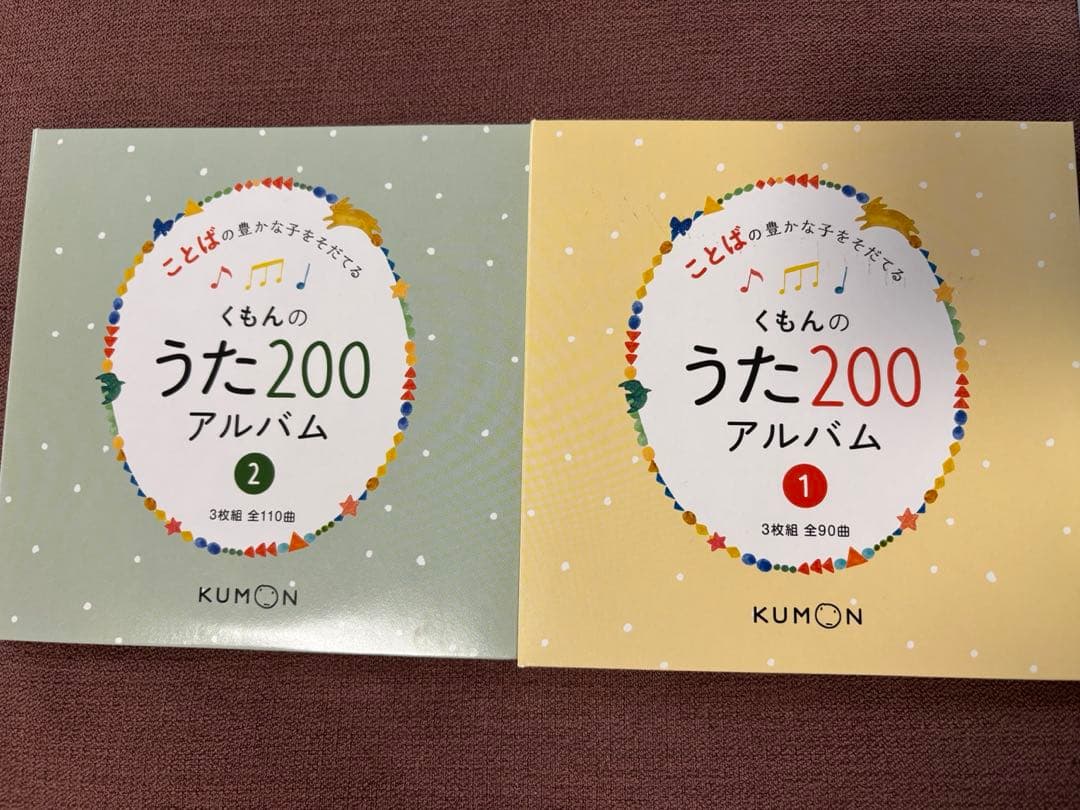 ことばの豊かな子をそだてる
くもんの
うた200
アルバム
2
3枚組 全110曲
KUMON
ことばの豊かな子をそだてる
くもんの
うた200
アルバム
1
3枚組 全90曲
KUMON